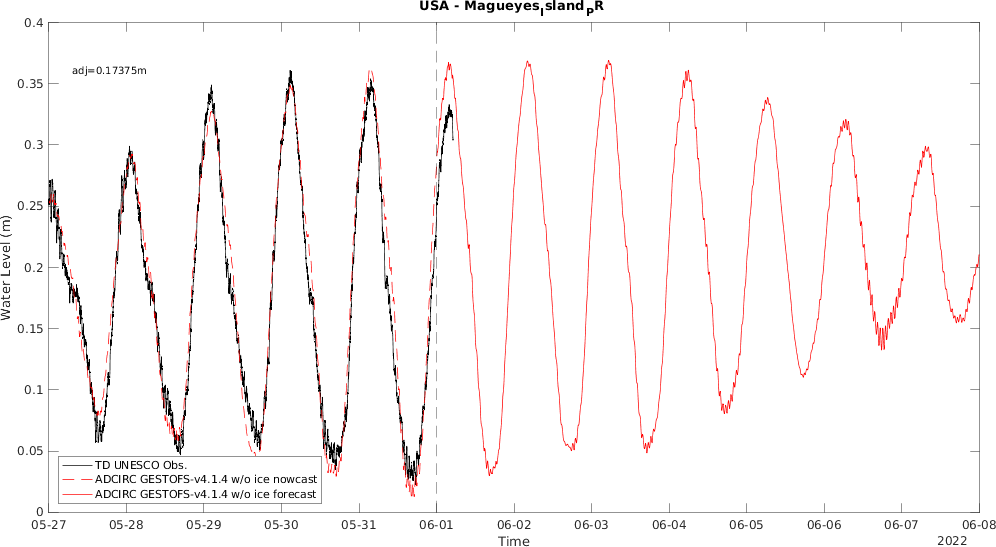 USA - Magueyes_Island_PR
0.4
0.35
0.3
0.25
0.2
0.15
0.1
0.05
0
Water Level (m)
adj=0.17375m
TD UNESCO Obs.
ADCIRC GESTOFS-v4.1.4 w/o ice nowcast
ADCIRC GESTOFS-v4.1.4 w/o ice forecast
05-27 05-28 05-29 05-30 05-31 06-01 06-02 06-03 06-04 06-05 06-06 06-07 06-08
Time
2022